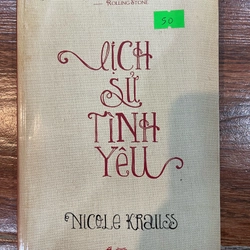 — ROLLING STONE
50
LỊCH
SỬ
TÌNH
YÊU
NICOLE KRAUSS